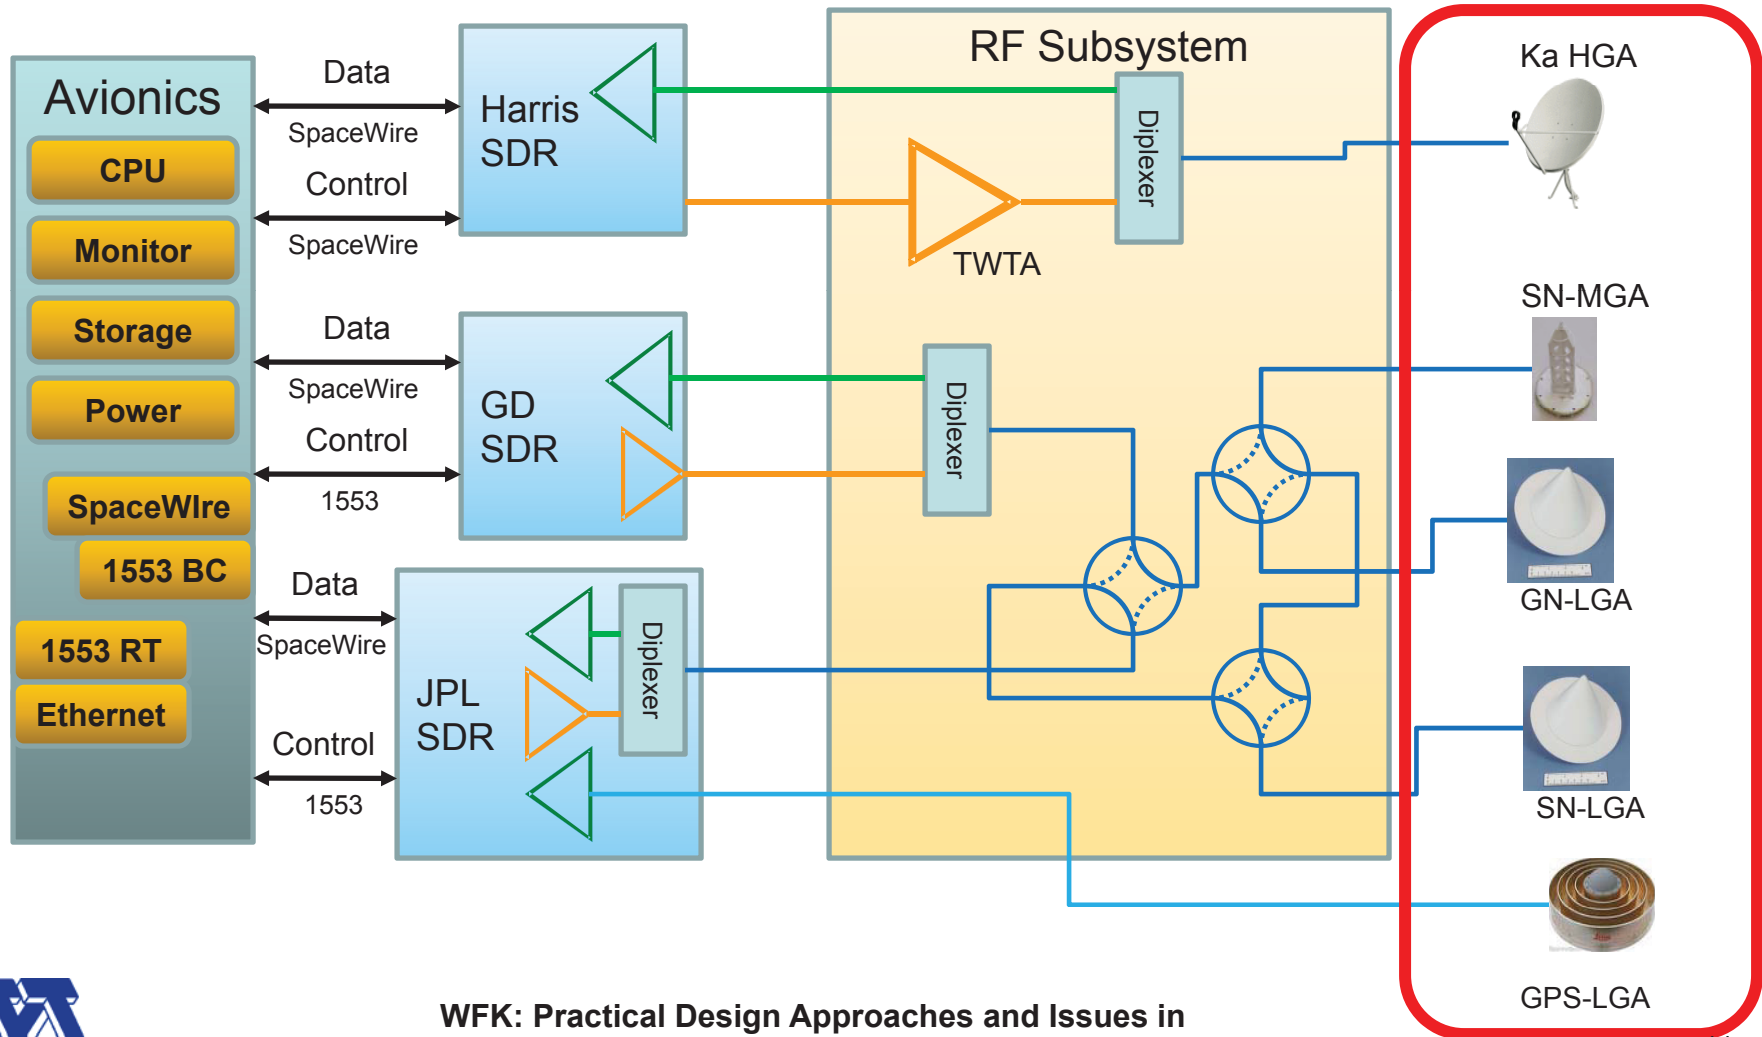 Avionics
CPU
Monitor
Storage
Power
SpaceWIre
1553 BC
1553 RT
Ethernet
Data
SpaceWire
Control
SpaceWire
Data
SpaceWire
Control
1553
Data
SpaceWire
Control
1553
Harris
SDR
GD
SDR
JPL
SDR
Diplexer
RF Subsystem
Diplexer
TWTA
Diplexer
Ka HGA
SN-MGA
GN-LGA
SN-LGA
GPS-LGA
WFK: Practical Design Approaches and Issues in